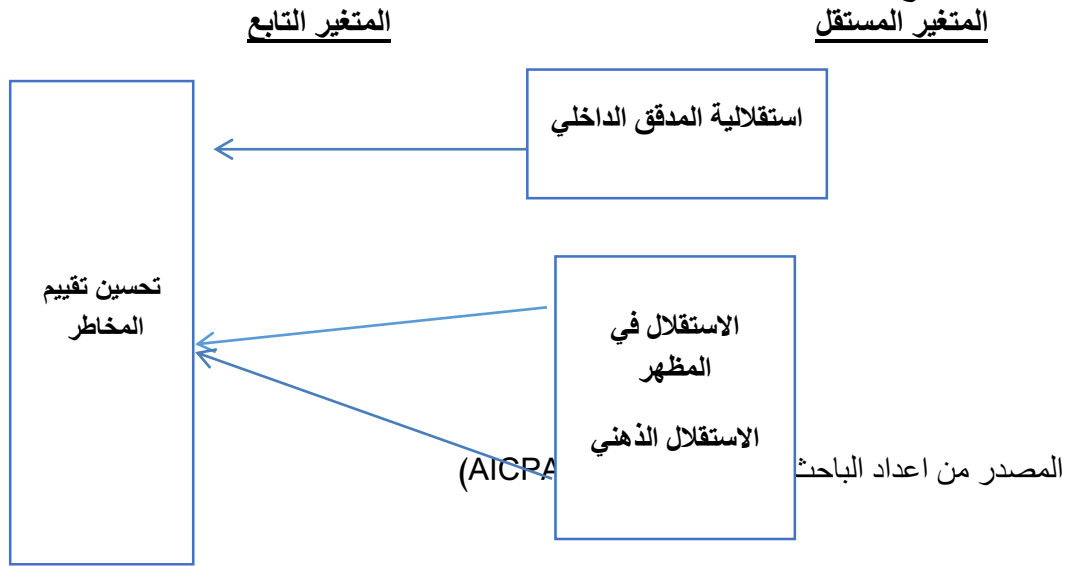 المتغير المستقل
المتغير التابع
استقلالية المدقق الداخلي
تحسين تقييم
المخاطر
الاستقلال في
المظهر
الاستقلال الذهني
المصدر من اعداد الباحث (AICPA